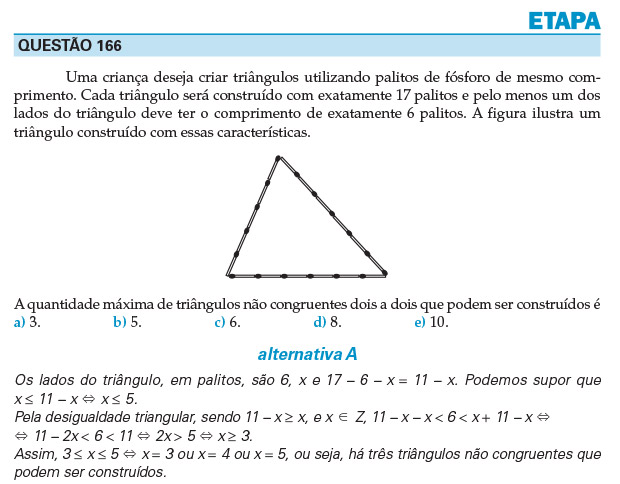 ETAPA
QUESTÃO 166
Uma criança deseja criar triângulos utilizando palitos de fósforo de mesmo com-
primento. Cada triângulo será construído com exatamente 17 palitos e pelo menos um dos
lados do triângulo deve ter o comprimento de exatamente 6 palitos. A figura ilustra um
triângulo construído com essas características.
A quantidade máxima de triângulos não congruentes dois a dois que podem ser construídos é
a) 3. b) 5. c) 6. d) 8. e) 10.
alternativa A
Os lados do triângulo, em palitos, são 6, x e 17 – 6 – x = 11 – x. Podemos supor que
x ≤ 11 – x ⇔ x ≤ 5.
Pela desigualdade triangular, sendo 11 – x ≥ x, e x ∈ Z, 11 – x – x < 6 < x + 11 – x ⇔
⇔ 11 – 2x < 6 < 11 ⇔ 2x > 5 ⇔ x ≥ 3.
Assim, 3 ≤ x ≤ 5 ⇔ x = 3 ou x = 4 ou x = 5, ou seja, há três triângulos não congruentes que
podem ser construídos.